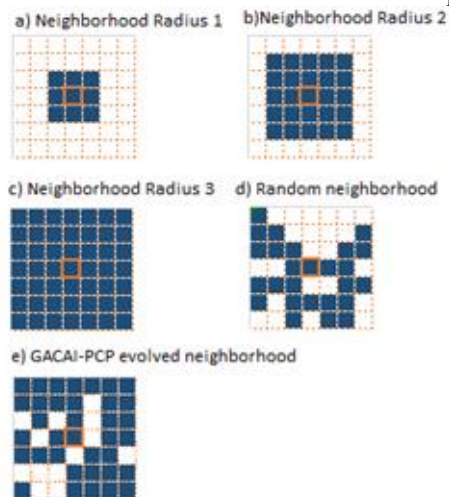 a) Neighborhood Radius 1
b)Neighborhood Radius 2
c) Neighborhood Radius 3
d) Random neighborhood
e) GACAI-PCP evolved neighborhood